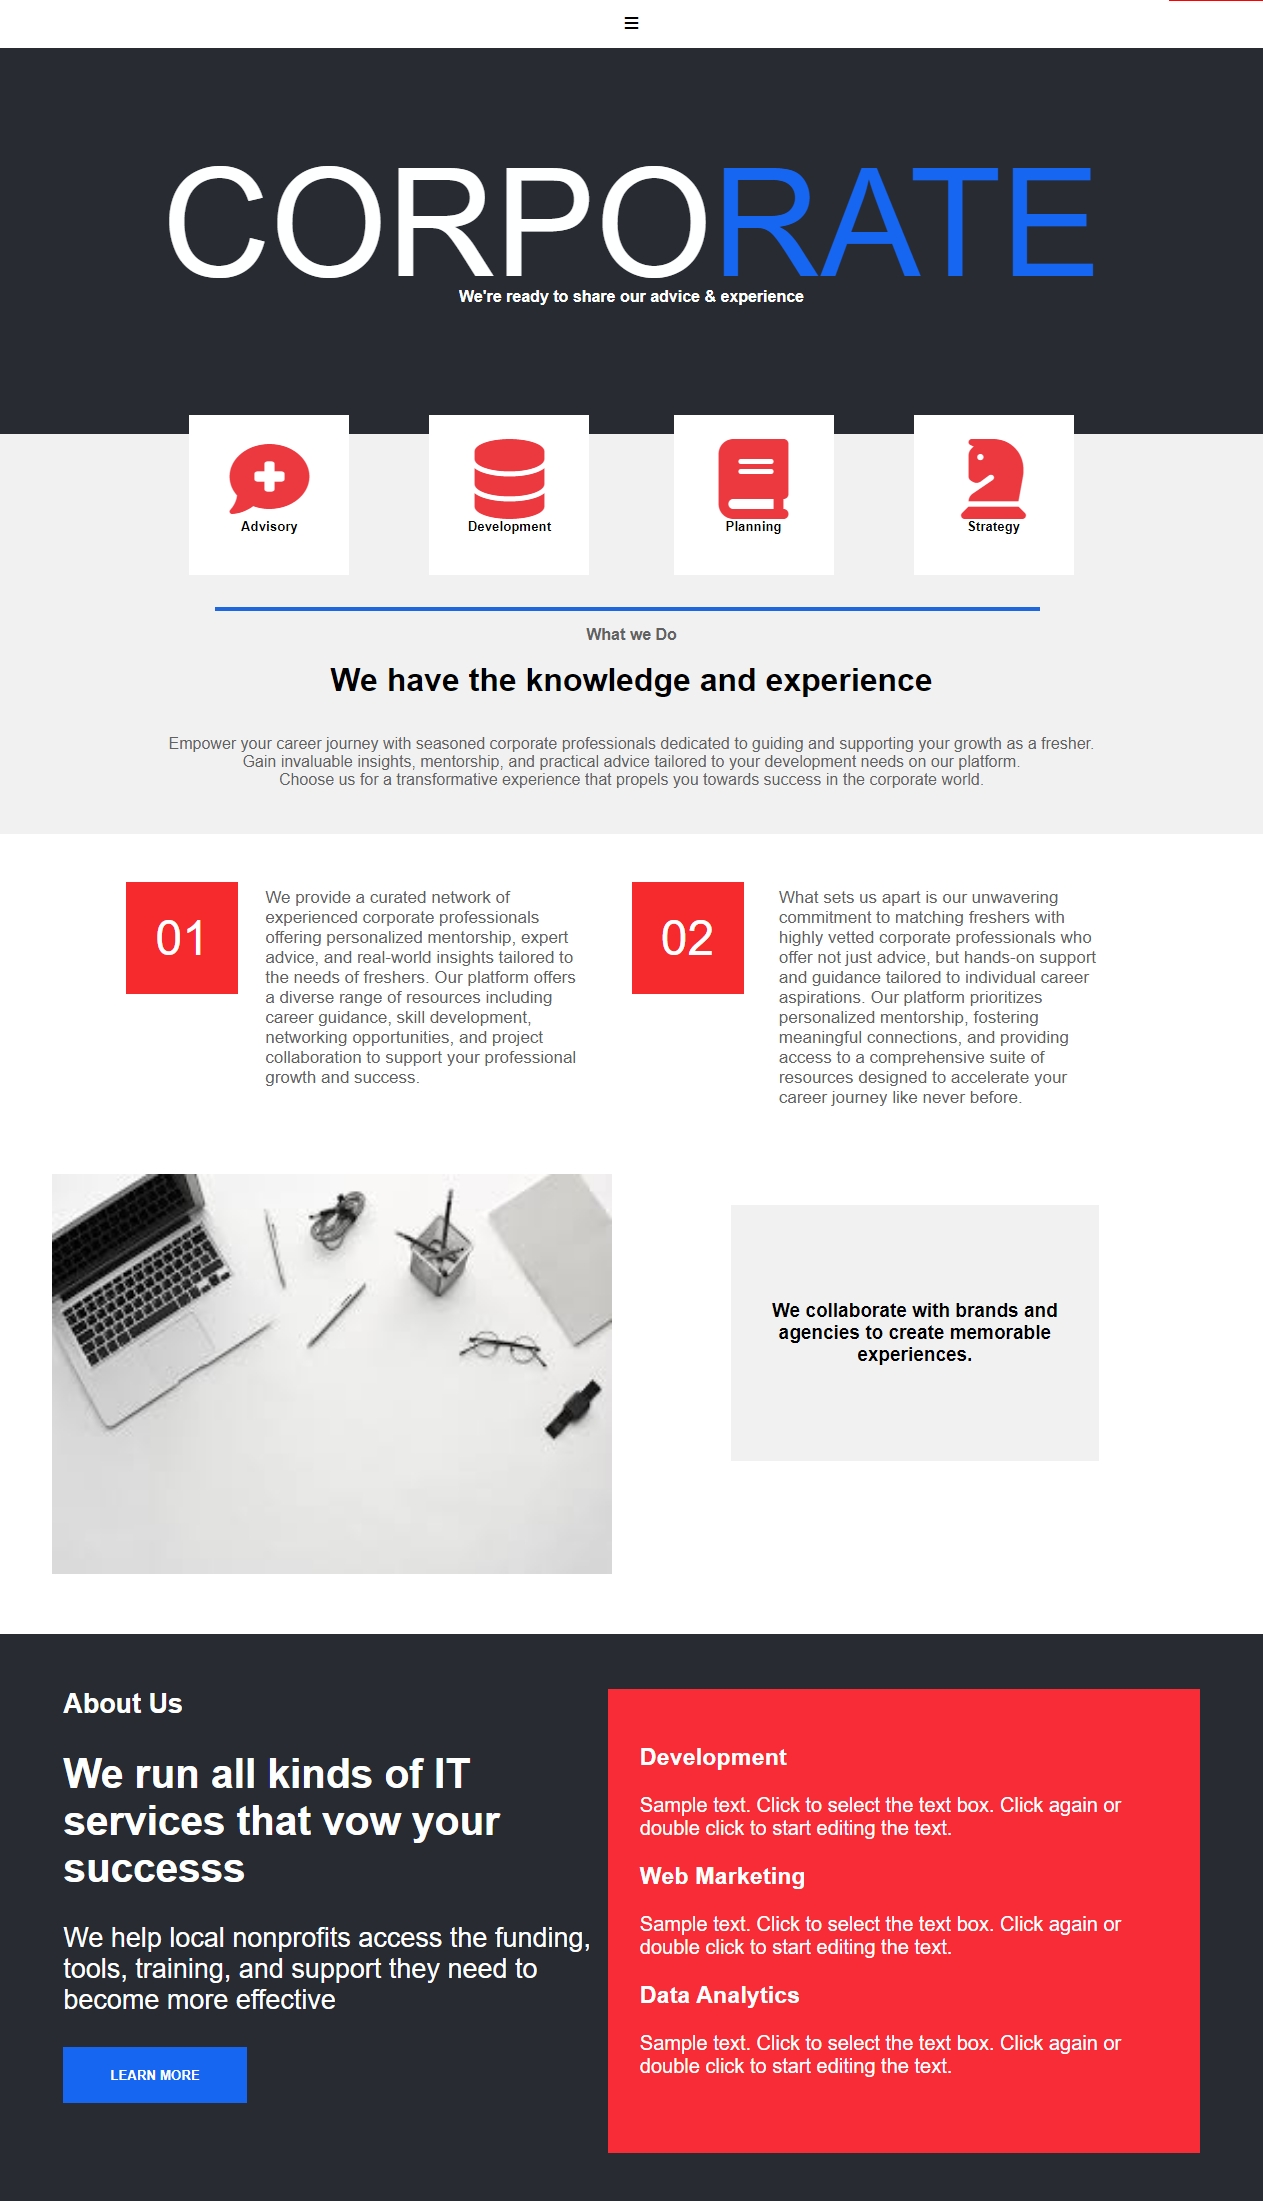 ☰
CORPORATE
We're ready to share our advice & experience
Advisory
Development
Planning
Strategy
What we Do
We have the knowledge and experience
Empower your career journey with seasoned corporate professionals dedicated to guiding and supporting your growth as a fresher.
Gain invaluable insights, mentorship, and practical advice tailored to your development needs on our platform.
Choose us for a transformative experience that propels you towards success in the corporate world.
01
We provide a curated network of
experienced corporate professionals
offering personalized mentorship, expert
advice, and real-world insights tailored to
the needs of freshers. Our platform offers
a diverse range of resources including
career guidance, skill development,
networking opportunities, and project
collaboration to support your professional
growth and success.
02
What sets us apart is our unwavering
commitment to matching freshers with
highly vetted corporate professionals who
offer not just advice, but hands-on support
and guidance tailored to individual career
aspirations. Our platform prioritizes
personalized mentorship, fostering
meaningful connections, and providing
access to a comprehensive suite of
resources designed to accelerate your
career journey like never before.
We collaborate with brands and
agencies to create memorable
experiences.
About Us
We run all kinds of IT
services that vow your
successs
We help local nonprofits access the funding,
tools, training, and support they need to
become more effective
LEARN MORE
Development
Sample text. Click to select the text box. Click again or
double click to start editing the text.
Web Marketing
Sample text. Click to select the text box. Click again or
double click to start editing the text.
Data Analytics
Sample text. Click to select the text box. Click again or
double click to start editing the text.